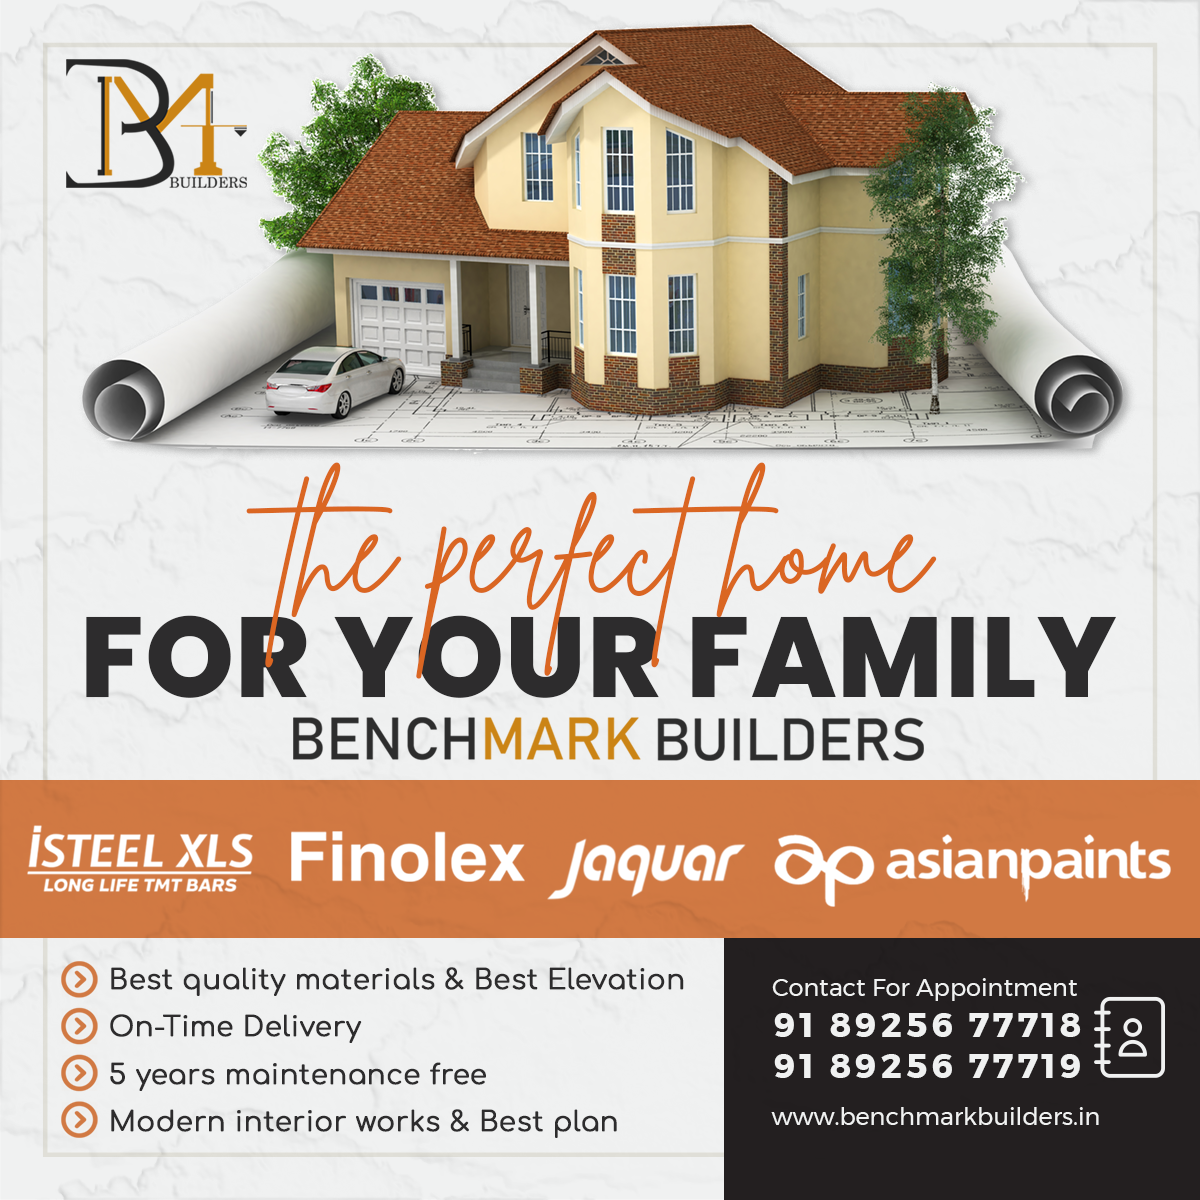 BM
BUILDERS
the perfect home
FOR YOUR FAMILY
BENCHMARK BUILDERS
iSTEEL XLS
LONG LIFE TMT BARS
Finolex
Jaquar
ap asianpaints
Best quality materials & Best Elevation
On-Time Delivery
5 years maintenance free
Modern interior works & Best plan
Contact For Appointment
91 89256 77718
91 89256 77719
www.benchmarkbuilders.in